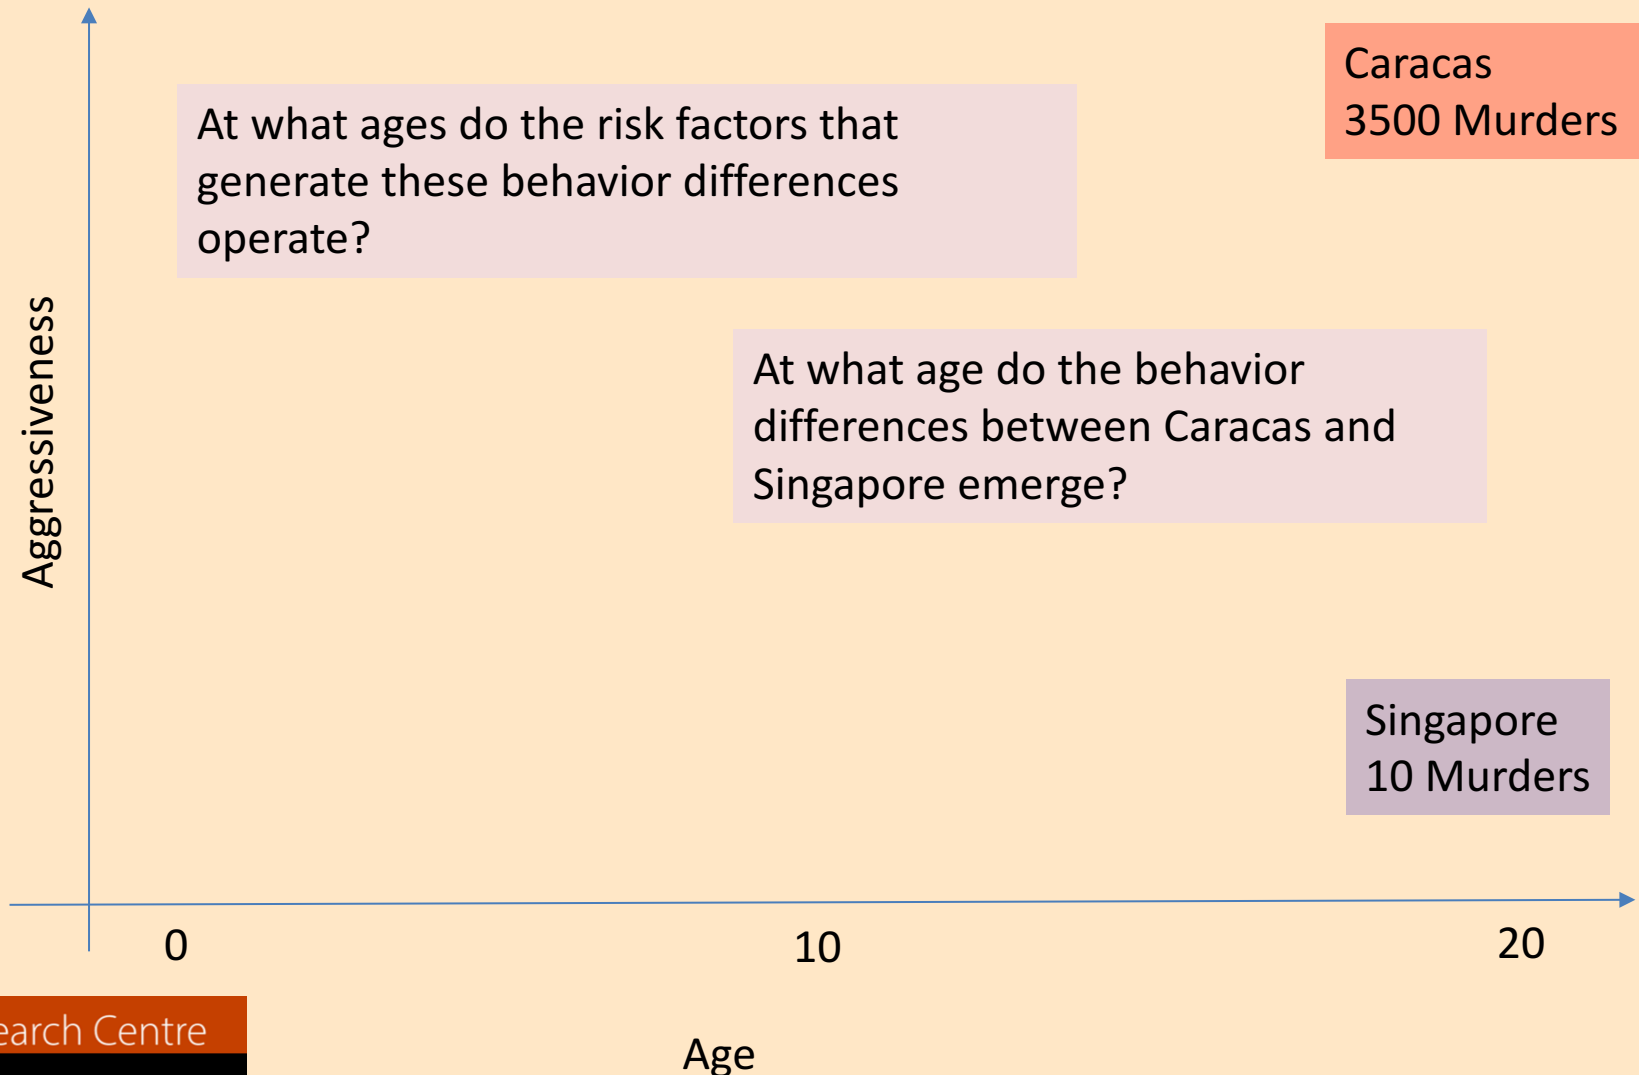 Caracas
3500 Murders
At what ages do the risk factors that
generate these behavior differences
operate?
Aggressiveness
At what age do the behavior
differences between Caracas and
Singapore emerge?
Singapore
10 Murders
0
10
20
Centre
Age